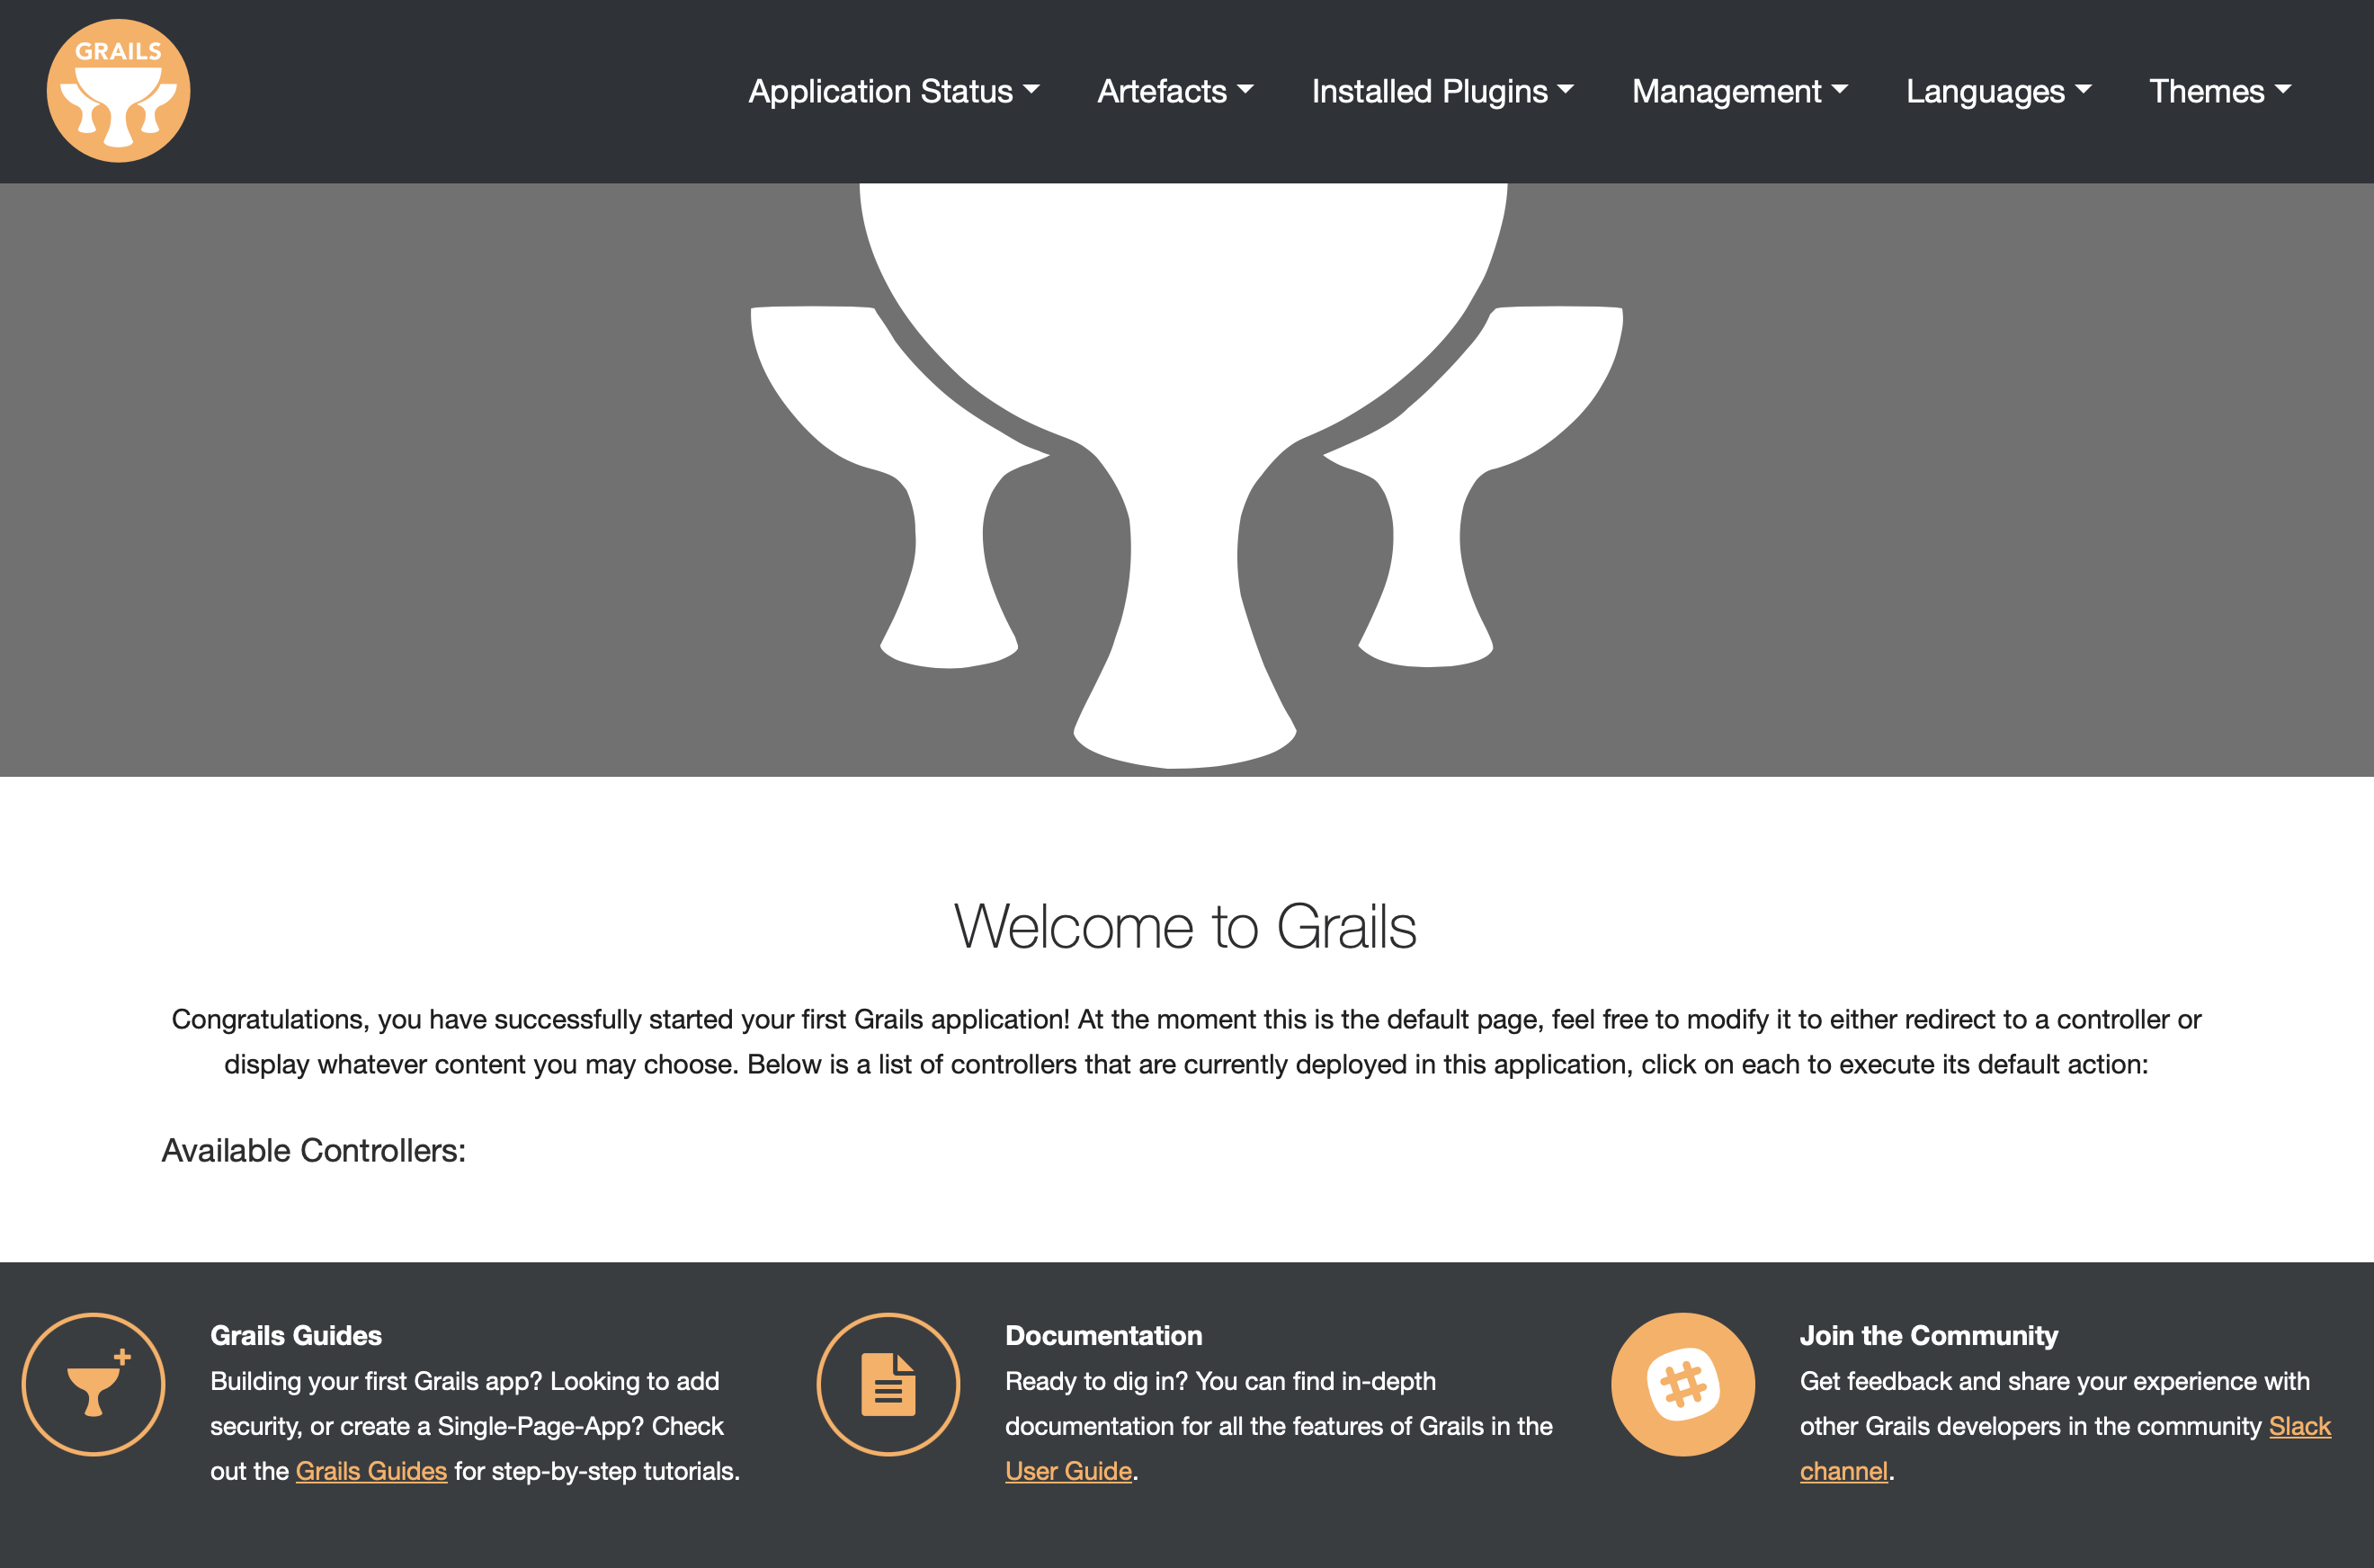 GRAILS
Application Status
Artefacts
Installed Plugins
Management
Languages
Themes
Welcome to Grails
Congratulations, you have successfully started your first Grails application! At the moment this is the default page, feel free to modify it to either redirect to a controller or
display whatever content you may choose. Below is a list of controllers that are currently deployed in this application, click on each to execute its default action:
Available Controllers:
Grails Guides
Building your first Grails app? Looking to add
security, or create a Single-Page-App? Check
out the Grails Guides for step-by-step tutorials.
Documentation
Ready to dig in? You can find in-depth
documentation for all the features of Grails in the
User Guide.
Join the Community
Get feedback and share your experience with
other Grails developers in the community Slack
channel.